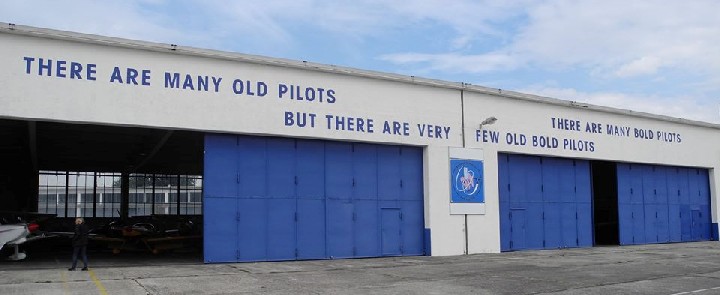 THERE ARE MANY OLD PILOTS
THERE ARE MANY BOLD PILOTS
BUT THERE ARE VERY FEW OLD BOLD PILOTS